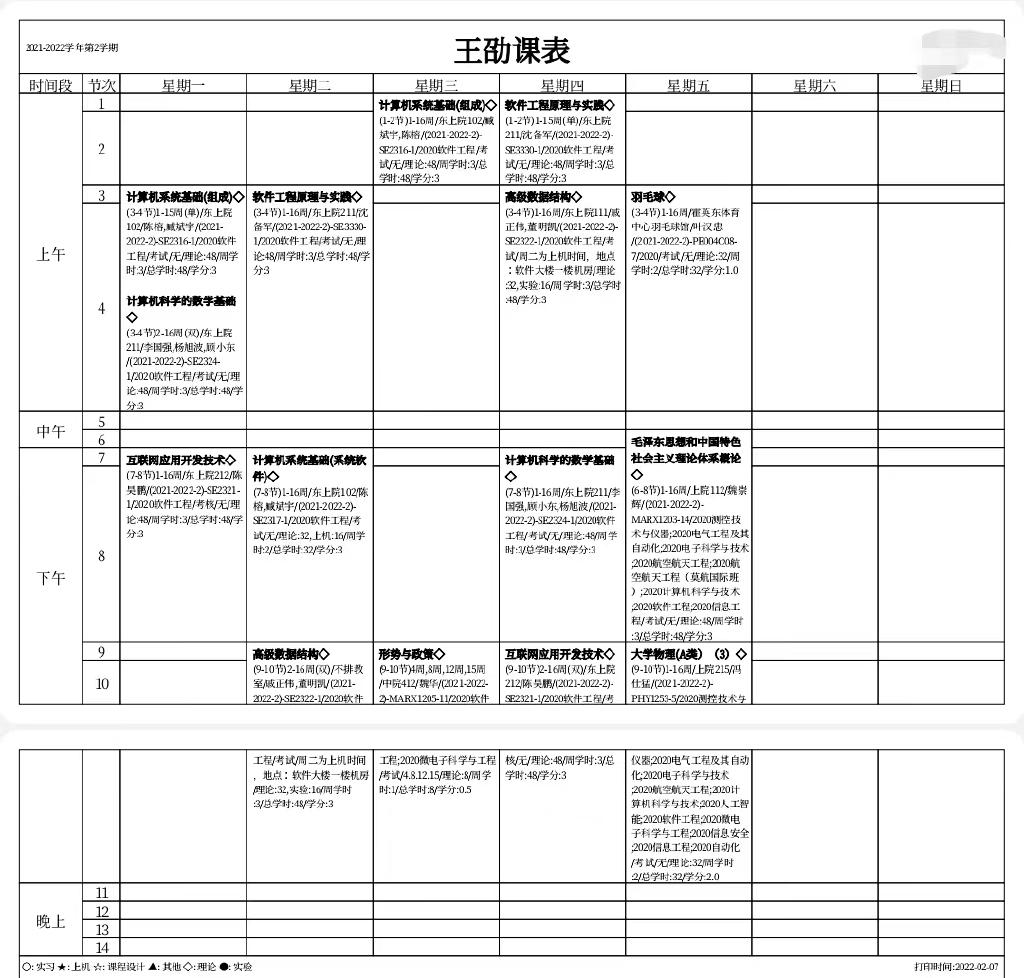 2021-2022学年第2学期
王劭课表
时间段 节次 星期一 星期二 星期三 星期四 星期五 星期六 星期日
上午
1
2
3
4
中午
5
6
下午
7
8
9
10
计算机系统基础(组成)◇
(3-4节)1-15周(单)/东上院
102/陈榕,臧斌宇/(2021-
2022-2)-SE2316-1/2020软件
工程/考试/无/理论:48/周学
时:3/总学时:48/学分:3
计算机科学的数学基础
◇
(3-4节)2-16周(双)/东上院
211/李国强,杨旭波,顾小东
/(2021-2022-2)-SE2324-
1/2020软件工程/考试/无/理
论:48/周学时:3/总学时:48/学
分:3
互联网应用开发技术◇
(7-8节)1-16周/东上院212/陈
昊鹏/(2021-2022-2)-SE2321-
1/2020软件工程/考核/无/理
论:48/周学时:3/总学时:48/学
分:3
软件工程原理与实践◇
(3-4节)1-16周/东上院211/沈
备军/(2021-2022-2)-SE3330-
1/2020软件工程/考试/无/理
论:48/周学时:3/总学时:48/学
分:3
计算机系统基础(系统软
件)◇
(7-8节)1-16周/东上院102/陈
榕,臧斌宇/(2021-2022-2)-
SE2317-1/2020软件工程/考
试/无/理论:32,上机:16/周学
时:2/总学时:32/学分:3
高级数据结构◇
(9-10节)2-16周(双)/不排教
室/戚正伟,董明凯/(2021-
2022-2)-SE2322-1/2020软件
计算机系统基础(组成)◇
(1-2节)1-16周/东上院102/臧
斌宇,陈榕/(2021-2022-2)-
SE2316-1/2020软件工程/考
试/无/理论:48/周学时:3/总
学时:48/学分:3
形势与政策◇
(9-10节)4周,8周,12周,15周
/中院412/魏华/(2021-2022-
2)-MARX1205-11/2020软件
软件工程原理与实践◇
(1-2节)1-15周(单)/东上院
211/沈备军/(2021-2022-2)-
SE3330-1/2020软件工程/考
试/无/理论:48/周学时:3/总
学时:48/学分:3
高级数据结构◇
(3-4节)1-16周/东上院111/戚
正伟,董明凯/(2021-2022-2)-
SE2322-1/2020软件工程/考
试/周二为上机时间，地点
：软件大楼一楼机房/理论
:32,实验:16/周学时:3/总学时
:48/学分:3
计算机科学的数学基础
◇
(7-8节)1-16周/东上院211/李
国强,顾小东,杨旭波/(2021-
2022-2)-SE2324-1/2020软件
工程/考试/无/理论:48/周学
时:3/总学时:48/学分:3
互联网应用开发技术◇
(9-10节)2-16周(双)/东上院
212/陈昊鹏/(2021-2022-2)-
SE2321-1/2020软件工程/考
羽毛球◇
(3-4节)1-16周/霍英东体育
中心羽毛球馆/叶汉忠
/(2021-2022-2)-PE004C08-
7/2020/考试/无/理论:32/周
学时:2/总学时:32/学分:1.0
毛泽东思想和中国特色
社会主义理论体系概论
◇
(6-8节)1-16周/上院112/魏崇
辉/(2021-2022-2)-
MARX1203-14/2020测控技
术与仪器;2020电气工程及其
自动化;2020电子科学与技术
;2020航空航天工程;2020航
空航天工程（莫航国际班
）;2020计算机科学与技术
;2020软件工程;2020信息工
程/考试/无/理论:48/周学时
:3/总学时:48/学分:3
大学物理(A类）（3）◇
(9-10节)1-16周/上院215/冯
仕猛/(2021-2022-2)-
PHY1253-5/2020测控技术与
工程/考试/周二为上机时间
，地点：软件大楼一楼机房
/理论:32,实验:16/周学时
:3/总学时:48/学分:3
工程;2020微电子科学与工程
/考试/4.8.12.15/理论:8/周学
时:1/总学时:8/学分:0.5
核/无/理论:48/周学时:3/总
学时:48/学分:3
仪器;2020电气工程及其自动
化;2020电子科学与技术
;2020航空航天工程;2020计
算机科学与技术;2020人工智
能;2020软件工程;2020微电
子科学与工程;2020信息安全
;2020信息工程;2020自动化
/考试/无/理论:32/周学时
:2/总学时:32/学分:2.0
晚上
11
12
13
14
○: 实习 ★: 上机 ☆: 课程设计 ▲: 其他 ◇: 理论 ●: 实验
打印时间:2022-02-07